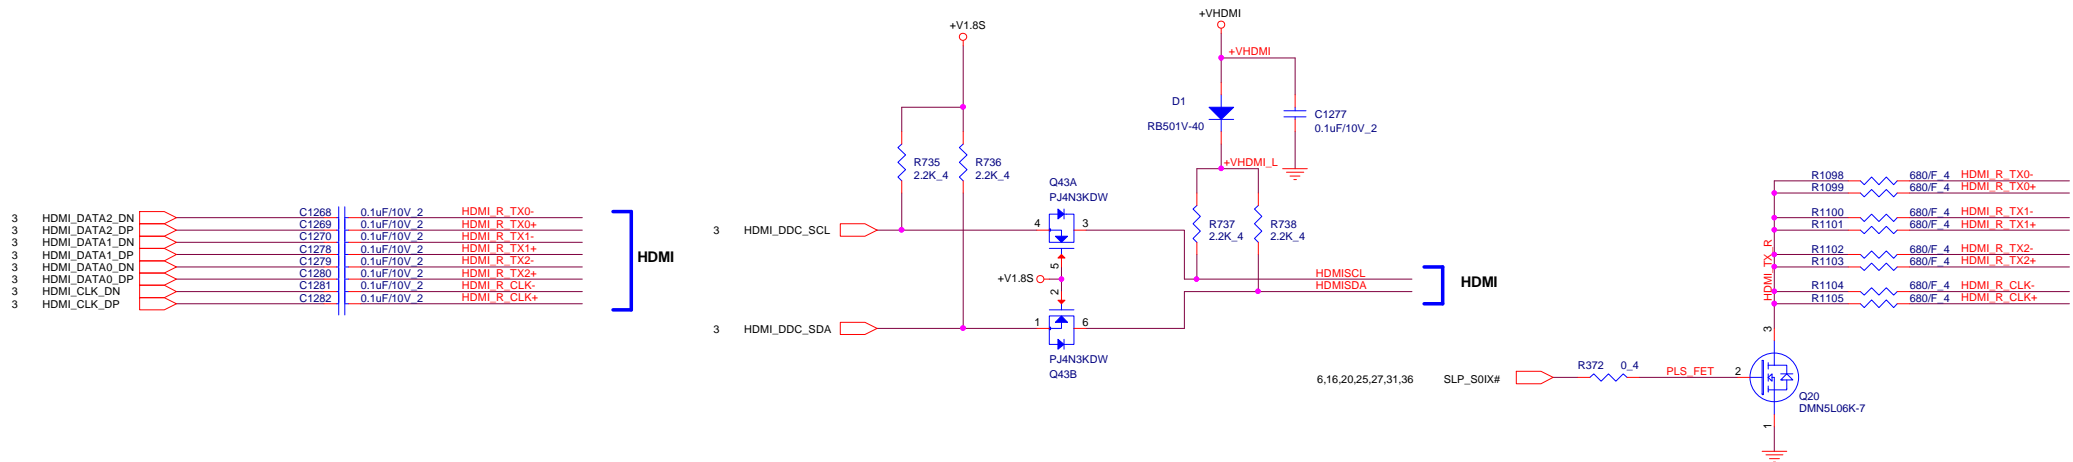 3 HDMI_DATA2_DN C1268 0.1uF/10V_2 HDMI_R_TX0-
3 HDMI_DATA2_DP C1269 0.1uF/10V_2 HDMI_R_TX0+
3 HDMI_DATA1_DN C1270 0.1uF/10V_2 HDMI_R_TX1-
3 HDMI_DATA1_DP C1278 0.1uF/10V_2 HDMI_R_TX1+
3 HDMI_DATA0_DN C1279 0.1uF/10V_2 HDMI_R_TX2-
3 HDMI_DATA0_DP C1280 0.1uF/10V_2 HDMI_R_TX2+
3 HDMI_CLK_DN C1281 0.1uF/10V_2 HDMI_R_CLK-
3 HDMI_CLK_DP C1282 0.1uF/10V_2 HDMI_R_CLK+
HDMI
+V1.8S
R735
2.2K_4
R736
2.2K_4
Q43A
PJ4N3KDW
3 HDMI_DDC_SCL 4 3
5
+V1.8S
2
3 HDMI_DDC_SDA 1 6
PJ4N3KDW
Q43B
+VHDMI
+VHDMI
D1
RB501V-40
C1277
0.1uF/10V_2
+VHDMI_L
R737
2.2K_4
R738
2.2K_4
HDMISCL
HDMISDA
HDMI
R1098 680/F_4 HDMI_R_TX0-
R1099 680/F_4 HDMI_R_TX0+
R1100 680/F_4 HDMI_R_TX1-
R1101 680/F_4 HDMI_R_TX1+
R1102 680/F_4 HDMI_R_TX2-
R1103 680/F_4 HDMI_R_TX2+
R1104 680/F_4 HDMI_R_CLK-
R1105 680/F_4 HDMI_R_CLK+
HDMI_TX_R
3
6,16,20,25,27,31,36 SLP_S0IX# R372 0_4 PLS_FET 2
Q20
DMN5L06K-7
1